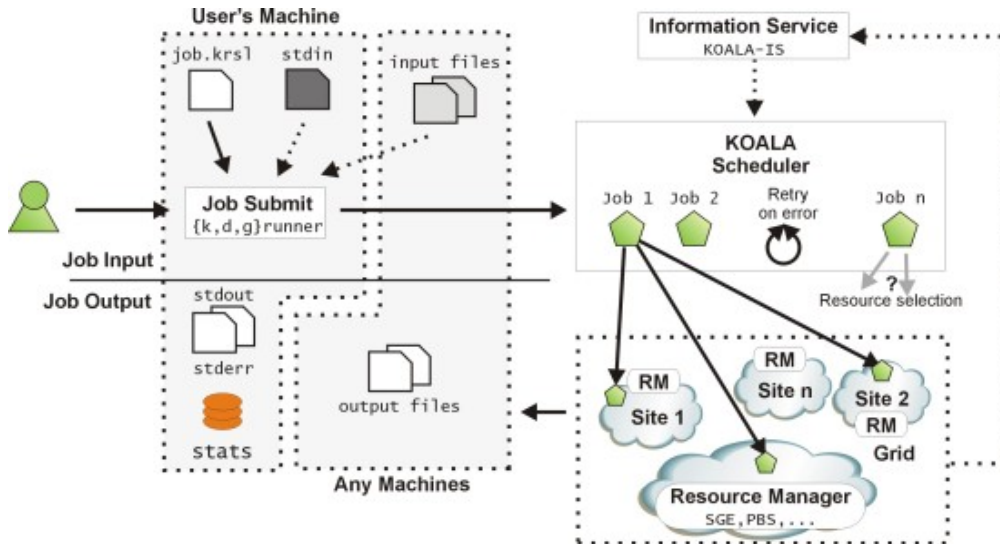 User's Machine
job.krsl
stdin
input files
Job Submit
{k,d,g}runner
Job Input
Job Output
stdout
stderr
stats
output files
Any Machines
Information Service
KOALA-IS
KOALA
Scheduler
Job 1
Job 2
Retry
on error
Job n
?
Resource selection
RM
Site 1
RM
Site n
Site 2
RM
Grid
Resource Manager
SGE,PBS,...